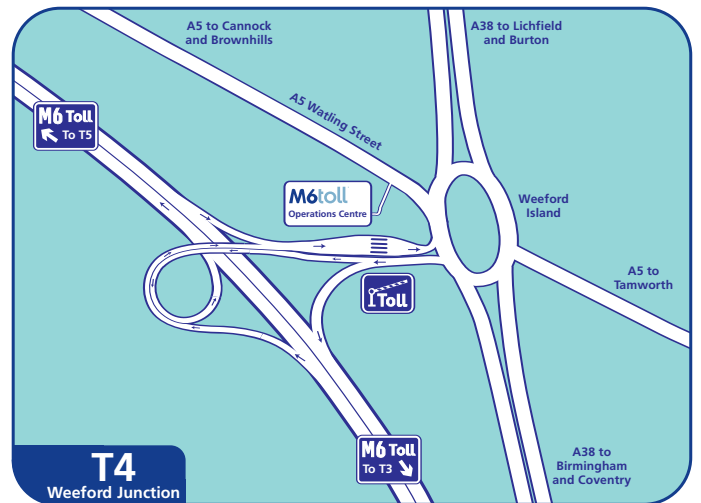 A5 to Cannock
and Brownhills
A38 to Lichfield
and Burton
A5 Watling Street
M6 Toll
To T5
M6toll
Operations Centre
Weeford
Island
A5 to
Tamworth
Toll
M6 Toll
To T3
A38 to
Birmingham
and Coventry
T4
Weeford Junction